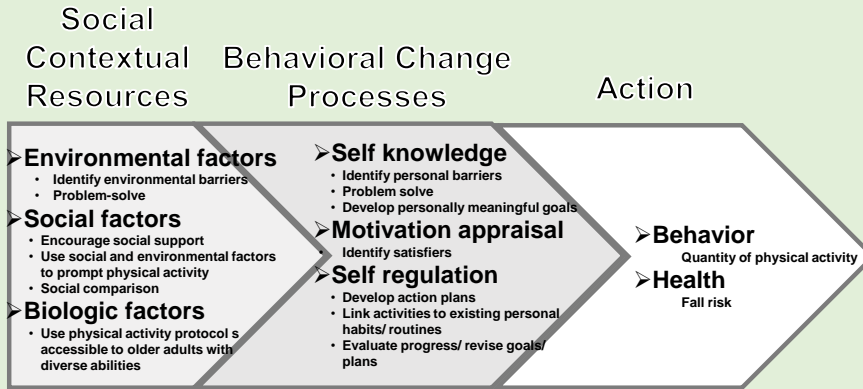 Social
Contextual
Resources
➢Environmental factors
• Identify environmental barriers
• Problem-solve
➢Social factors
• Encourage social support
• Use social and environmental factors
to prompt physical activity
• Social comparison
➢Biologic factors
• Use physical activity protocol s
accessible to older adults with
diverse abilities
Behavioral Change
Processes
➢Self knowledge
• Identify personal barriers
• Problem solve
• Develop personally meaningful goals
➢Motivation appraisal
• Identify satisfiers
➢Self regulation
• Develop action plans
• Link activities to existing personal
habits/ routines
• Evaluate progress/ revise goals/
plans
Action
➢Behavior
Quantity of physical activity
➢Health
Fall risk